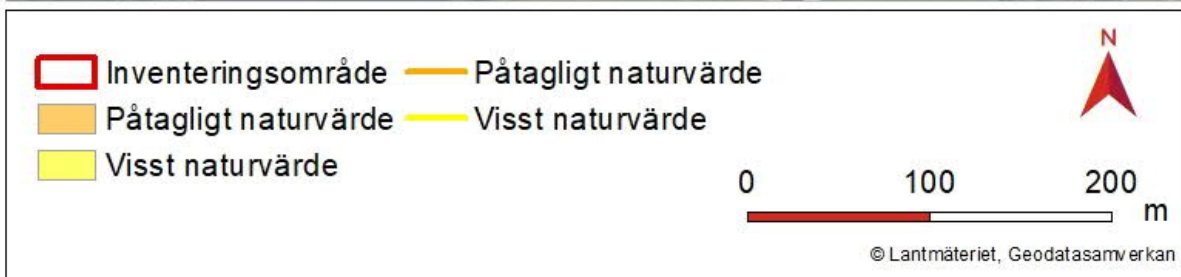 N
Inventeringsområde Påtagligt naturvärde
Påtagligt naturvärde Visst naturvärde
Visst naturvärde
0 100 200
m
© Lantmäteriet, Geodatasamverkan